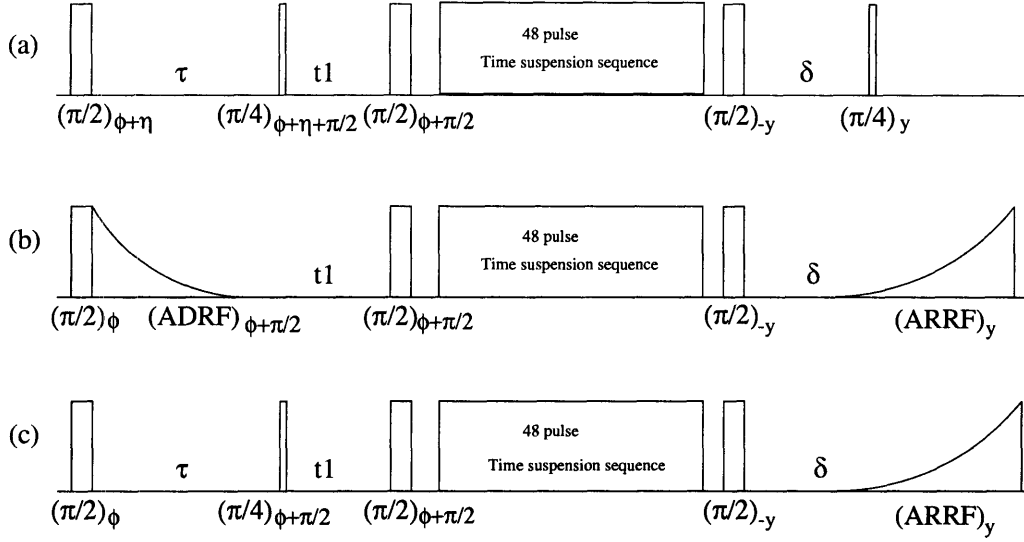 (a)
48 pulse
Time suspension sequence
τ t1 δ
(π/2)ϕ+η (π/4)ϕ+η+π/2 (π/2)ϕ+π/2 (π/2)-y (π/4)y
(b)
48 pulse
Time suspension sequence
t1 δ
(π/2)ϕ (ADRF)ϕ+π/2 (π/2)ϕ+π/2 (π/2)-y (ARRF)y
(c)
48 pulse
Time suspension sequence
τ t1 δ
(π/2)ϕ (π/4)ϕ+π/2 (π/2)ϕ+π/2 (π/2)-y (ARRF)y